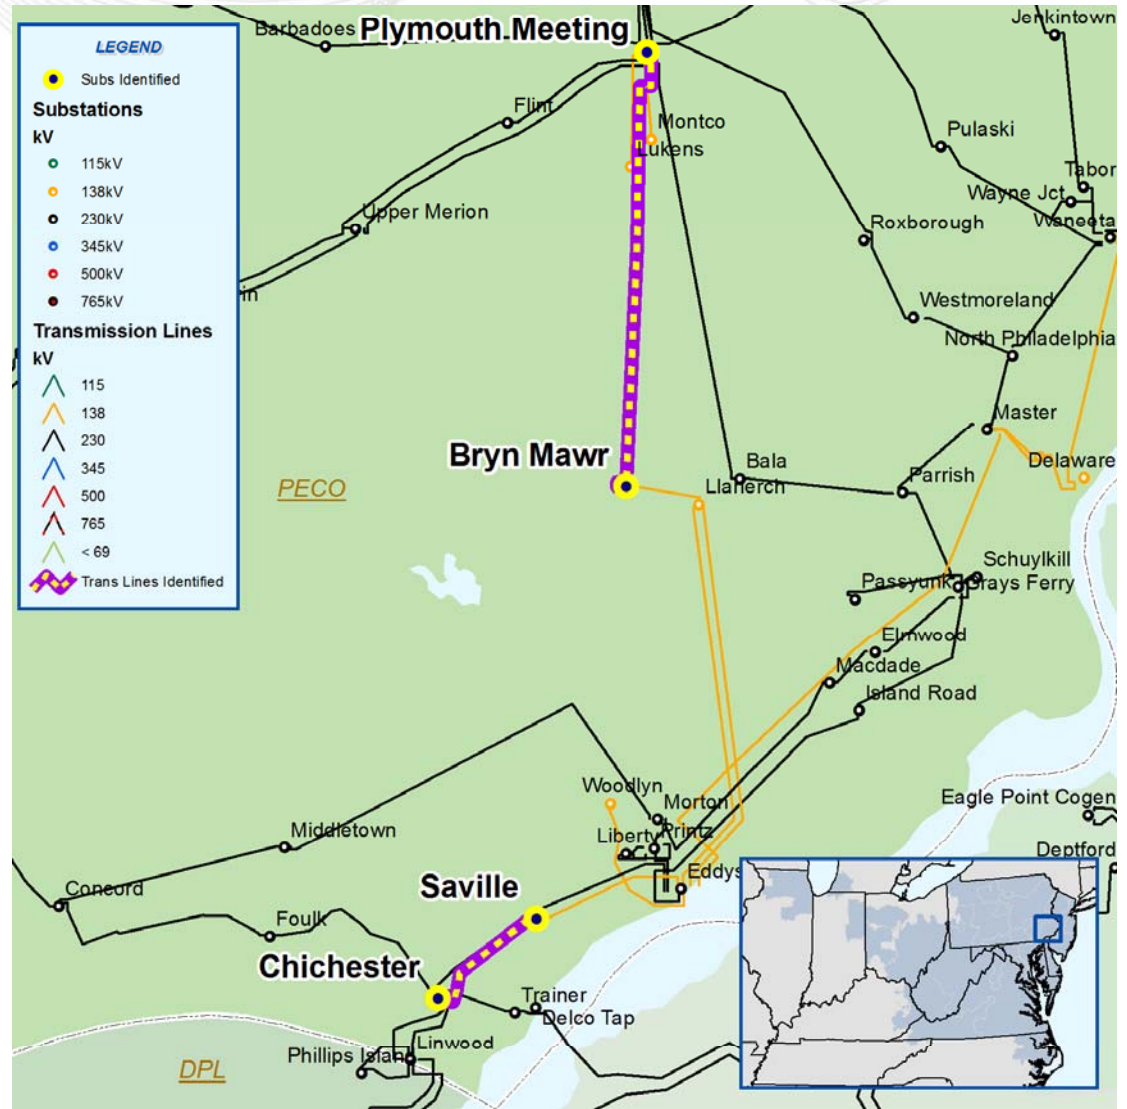 LEGEND
Subs Identified
Substations
kV
115kV
138kV
230kV
345kV
500kV
765kV
Transmission Lines
kV
115
138
230
345
500
765
< 69
Trans Lines Identified
Barbadoes
Plymouth Meeting
Jenkintown
Flint
Montco
Lukens
Pulaski
Tabor
Wayne Jct
Waneeta
Upper Merion
Roxborough
in
Westmoreland
North Philadelphia
Master
Bryn Mawr
Bala
Llanerch
Parrish
Delaware
PECO
Schuylkill
Passyunk
Grays Ferry
Elmwood
Macdade
Island Road
Woodlyn
Morton
Eagle Point Cogen
Middletown
Liberty
Printz
Deptford
Eddys
Concord
Saville
Foulk
Chichester
Trainer
Delco Tap
Linwood
Phillips Island
DPL